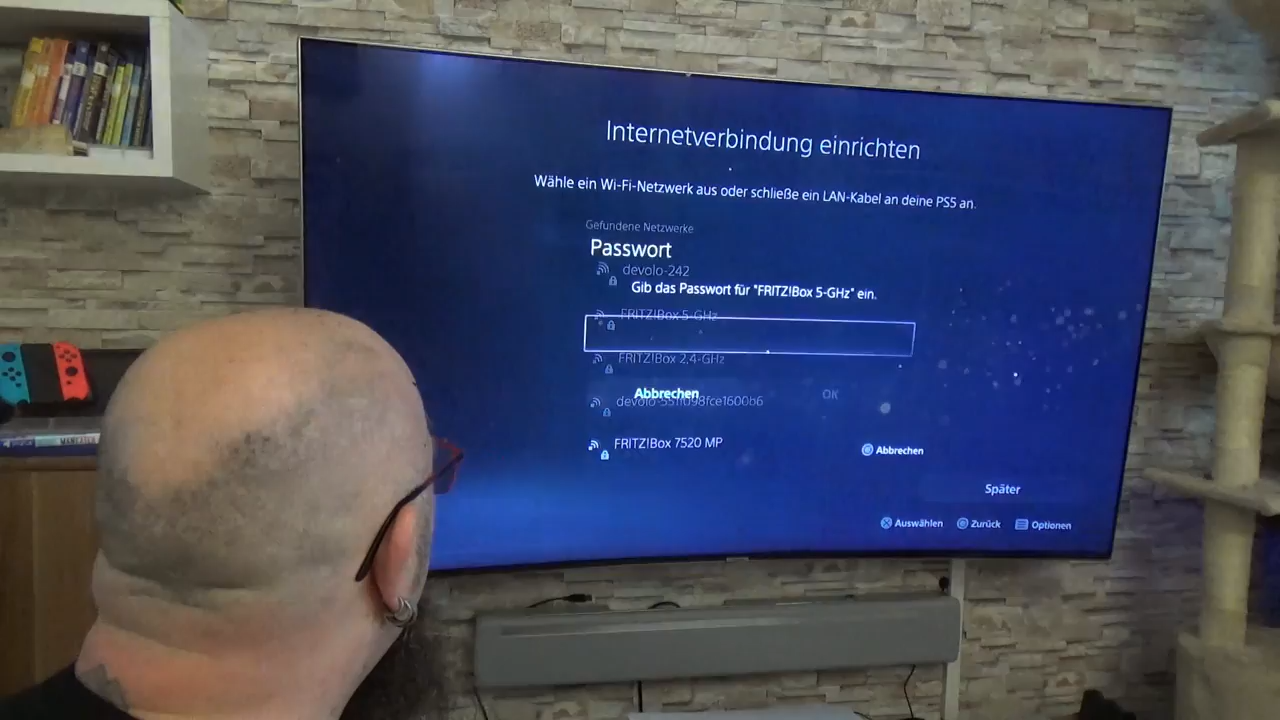 Internetverbindung einrichten
Wähle ein Wi-Fi-Netzwerk aus oder schließe ein LAN-Kabel an deine PS5 an.
Gefundene Netzwerke
Passwort
devolo-242
Gib das Passwort für "FRITZ!Box 5-GHz" ein.
FRITZ!Box 5-GHz
FRITZ!Box 2,4-GHz
Abbrechen OK
FRITZ!Box 7520 MP
Abbrechen
Später
Auswählen Zurück Optionen
MANEATER